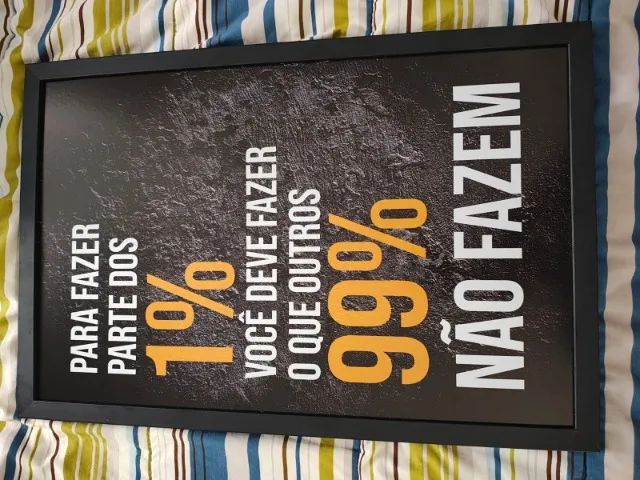 PARA FAZER
PARTE DOS
1%
VOCÊ DEVE FAZER
O QUE OUTROS
99%
NÃO FAZEM